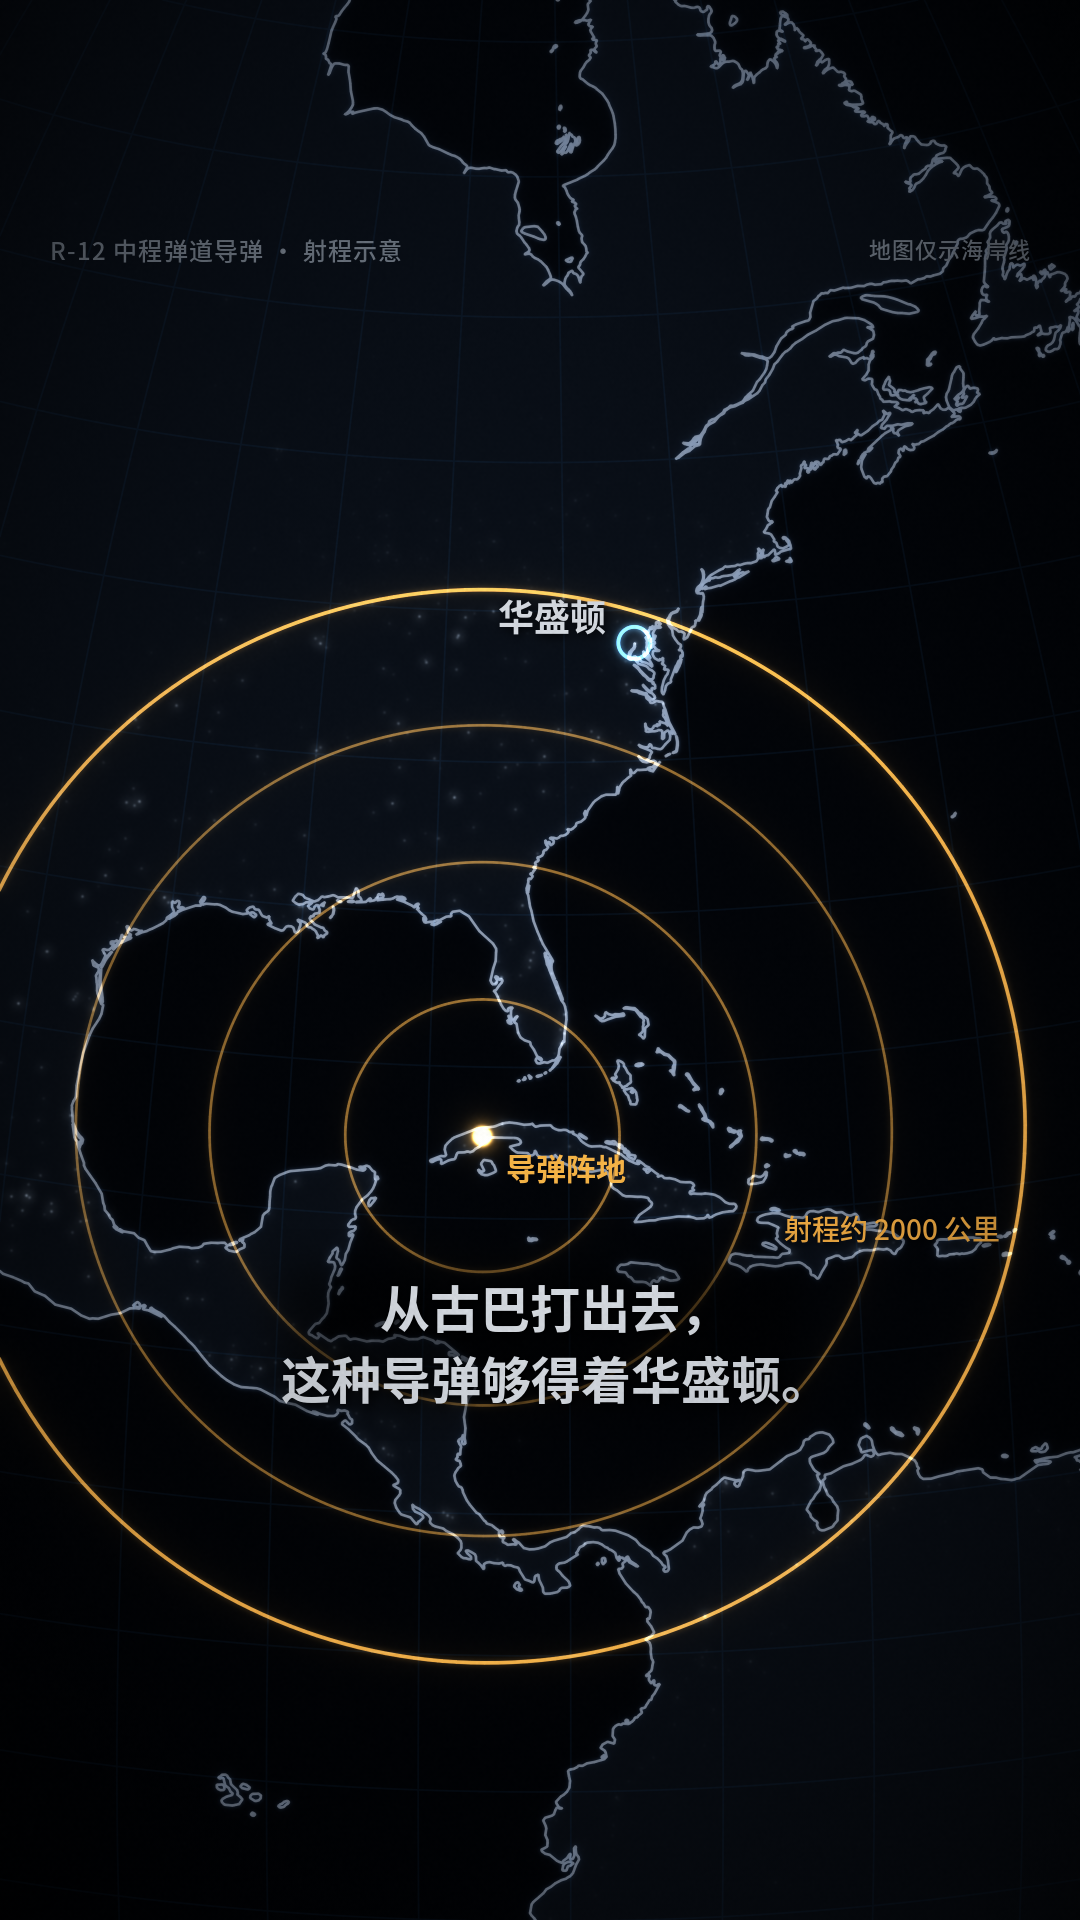 R-12 中程弹道导弹 · 射程示意
地图仅示海岸线
华盛顿
导弹阵地
射程约 2000 公里
从古巴打出去，
这种导弹够得着华盛顿。